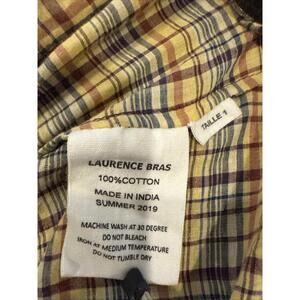 LAURENCE BRAS
100%COTTON
MADE IN INDIA
SUMMER 2019
MACHINE WASH AT 30 DEGREE
DO NOT BLEACH
IRON AT MEDIUM TEMPERATURE
DO NOT TUMBLE DRY
TAILLE 1